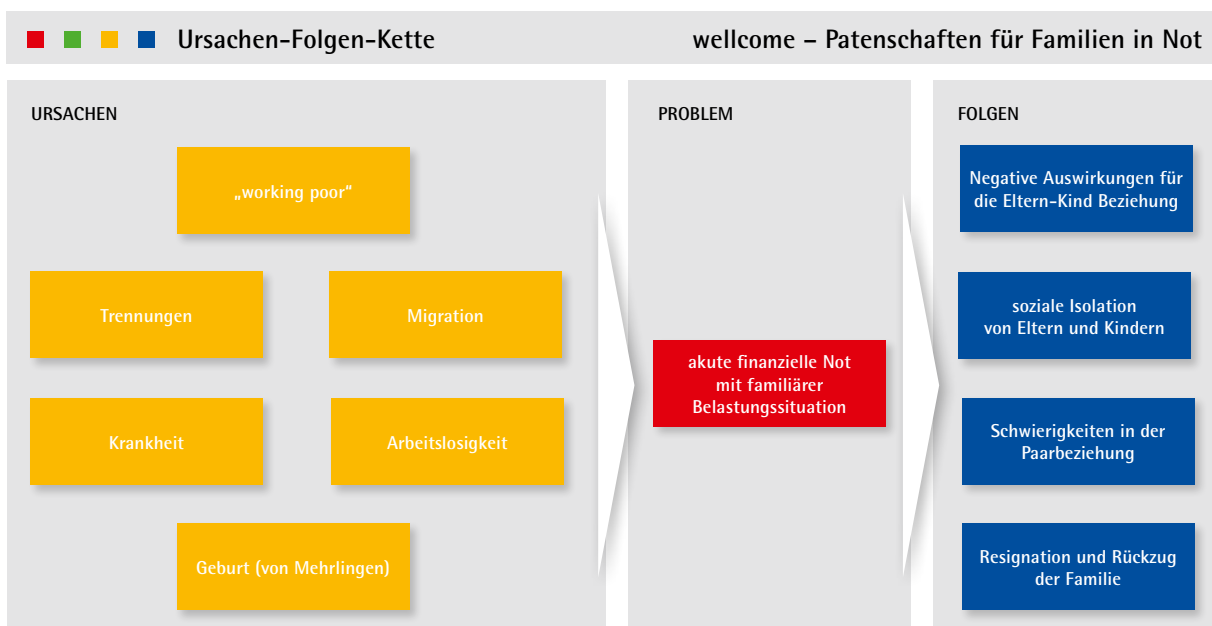 Ursachen-Folgen-Kette
wellcome – Patenschaften für Familien in Not
URSACHEN
„working poor“
Trennungen
Migration
Krankheit
Arbeitslosigkeit
Geburt (von Mehrlingen)
PROBLEM
akute finanzielle Not
mit familiärer
Belastungssituation
FOLGEN
Negative Auswirkungen für
die Eltern-Kind Beziehung
soziale Isolation
von Eltern und Kindern
Schwierigkeiten in der
Paarbeziehung
Resignation und Rückzug
der Familie